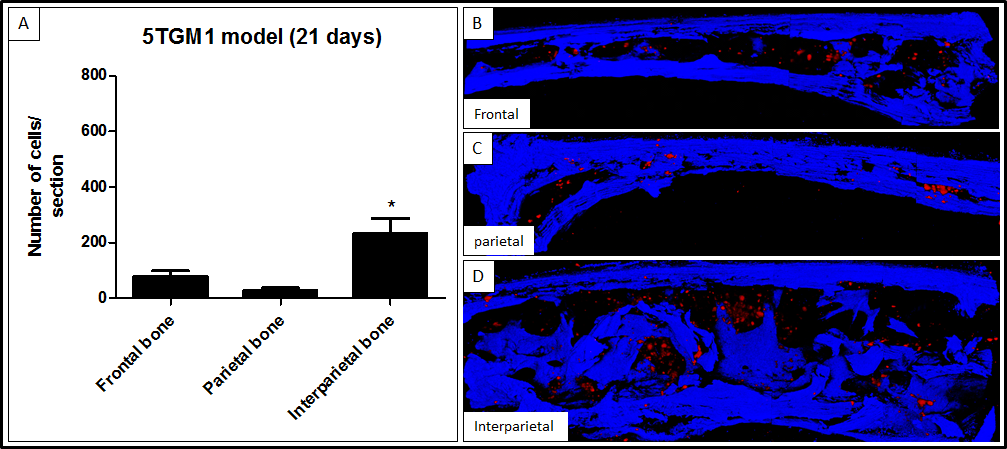 A
5TGM1 model (21 days)
Number of cells/
section
800
600
400
200
0
*
Frontal bone
Parietal bone
Interparietal bone
B
Frontal
C
parietal
D
Interparietal